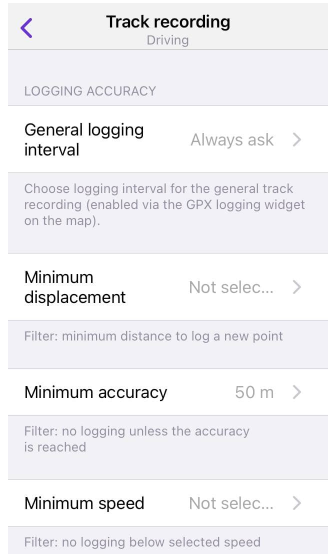 Track recording
Driving
LOGGING ACCURACY
General logging
interval
Always ask
Choose logging interval for the general track
recording (enabled via the GPX logging widget
on the map).
Minimum
displacement
Not selec...
Filter: minimum distance to log a new point
Minimum accuracy
50 m
Filter: no logging unless the accuracy
is reached
Minimum speed
Not selec...
Filter: no logging below selected speed